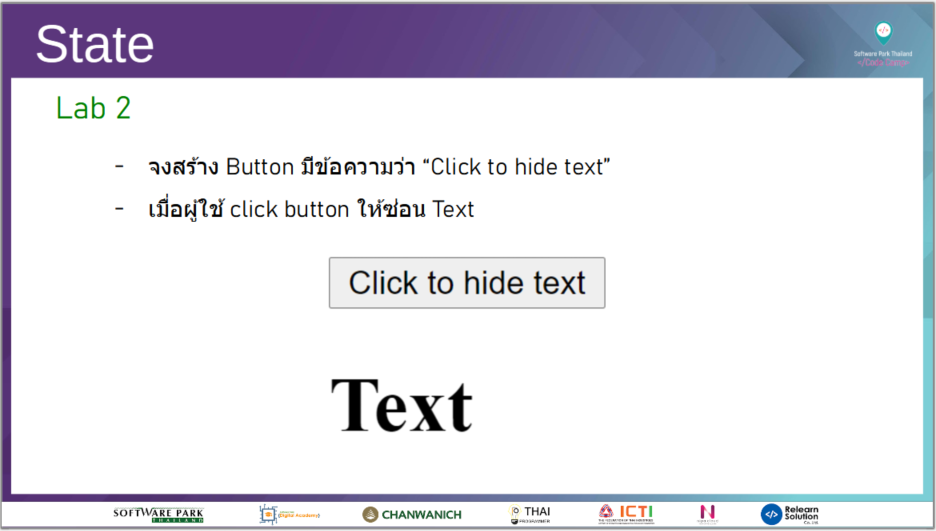 State
Software Park Thailand
</Code Camp>
Lab 2
- จงสร้าง Button มีข้อความว่า “Click to hide text”
- เมื่อผู้ใช้ click button ให้ซ่อน Text
Click to hide text
Text
SOFTWARE PARK
THAILAND
Digital Academy
CHANWANICH
THAI
PROGRAMMER
ICTI
N
</> Relearn
Solution
Co.,Ltd